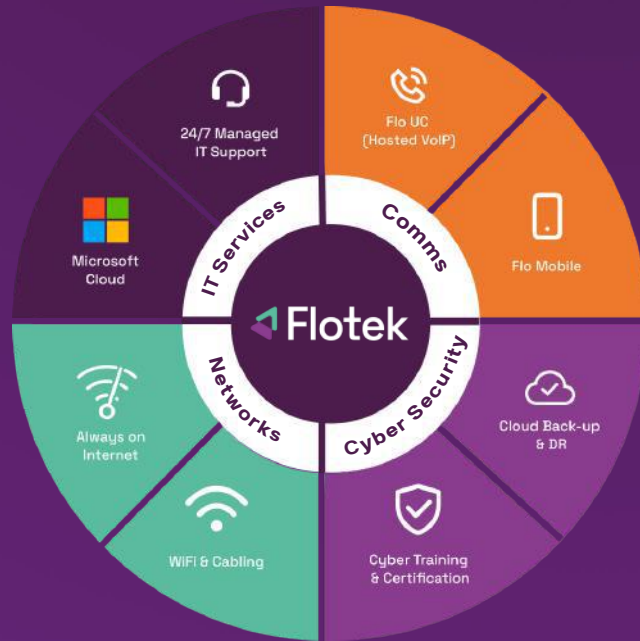 24/7 Managed
IT Support
Flo UC
(Hosted VoIP)
Microsoft
Cloud
Flo Mobile
IT Services
Comms
Flotek
Networks
Cyber Security
Always on
Internet
Cloud Back-up
& DR
WiFi & Cabling
Cyber Training
& Certification